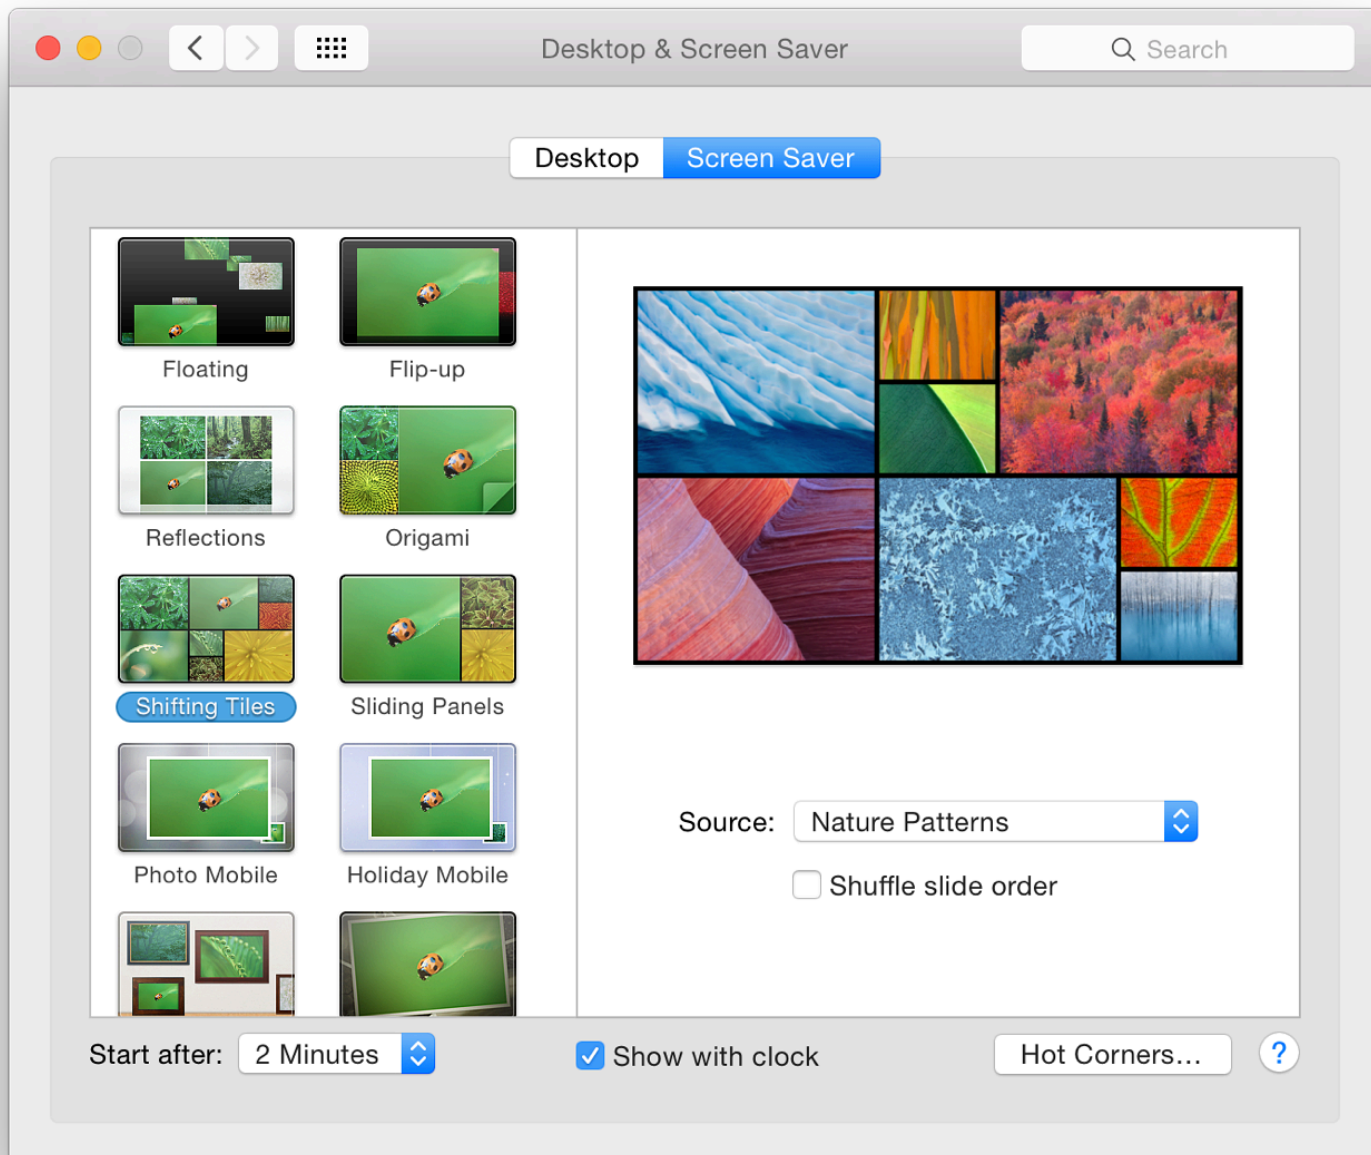 Desktop & Screen Saver
Search
Desktop
Screen Saver
Floating
Flip-up
Reflections
Origami
Shifting Tiles
Sliding Panels
Photo Mobile
Holiday Mobile
Source:
Nature Patterns
Shuffle slide order
Start after:
2 Minutes
Show with clock
Hot Corners...
?